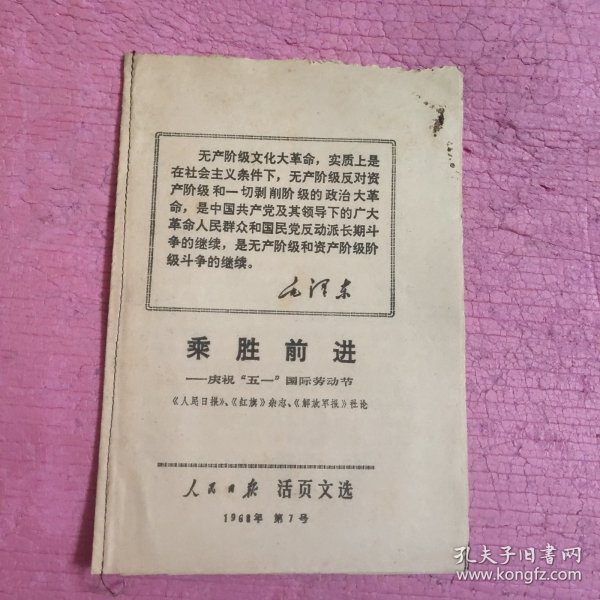 无产阶级文化大革命，实质上是
在社会主义条件下，无产阶级反对资
产阶级和一切剥削阶级的政治大革
命，是中国共产党及其领导下的广大
革命人民群众和国民党反动派长期斗
争的继续，是无产阶级和资产阶级阶
级斗争的继续。
毛泽东
乘胜前进
——庆祝“五一”国际劳动节
《人民日报》、《红旗》杂志、《解放军报》社论
人民日报 活页文选
1968年 第7号
孔夫子旧书网
www.kongfz.com